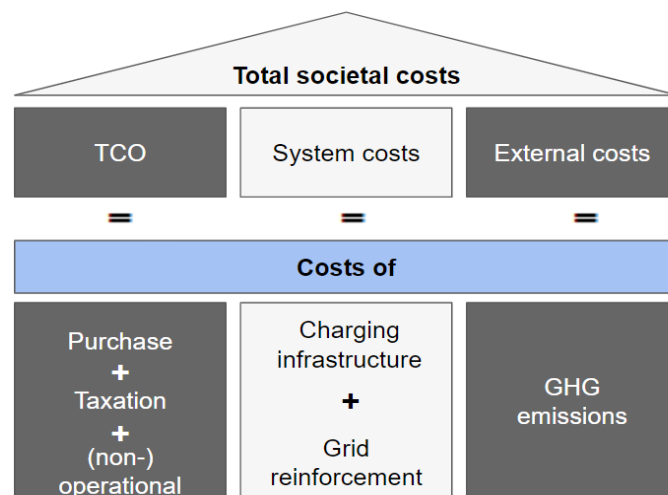 Total societal costs
TCO
System costs
External costs
=
=
=
Costs of
Purchase
+
Taxation
+
(non-)
operational
Charging
infrastructure
+
Grid
reinforcement
GHG
emissions